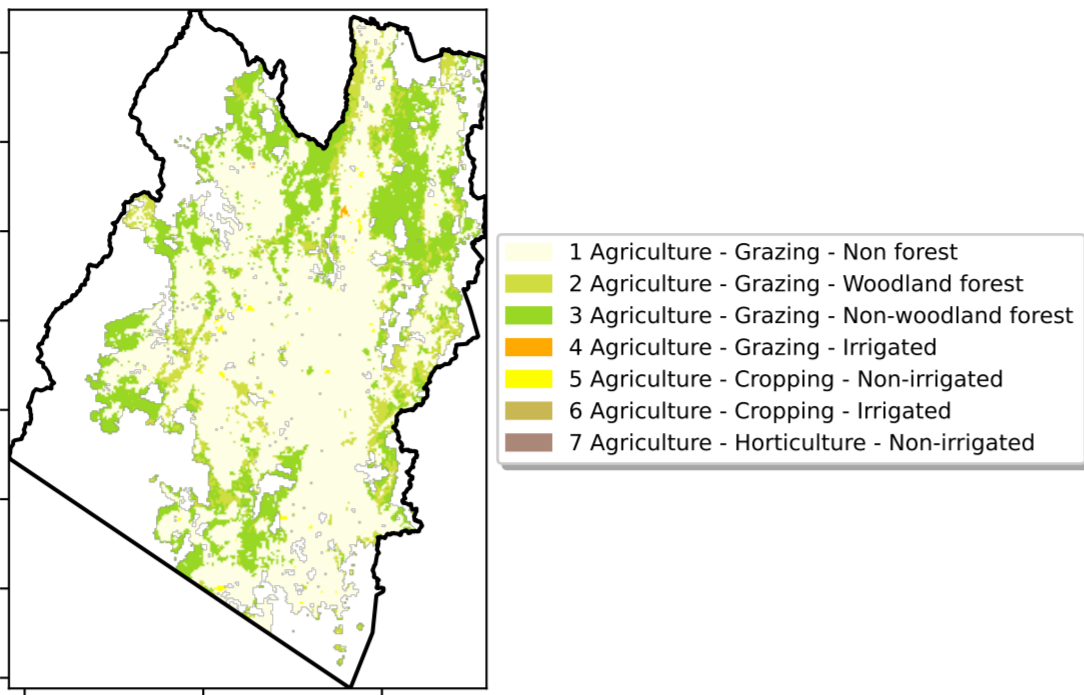 1 Agriculture - Grazing - Non forest
2 Agriculture - Grazing - Woodland forest
3 Agriculture - Grazing - Non-woodland forest
4 Agriculture - Grazing - Irrigated
5 Agriculture - Cropping - Non-irrigated
6 Agriculture - Cropping - Irrigated
7 Agriculture - Horticulture - Non-irrigated